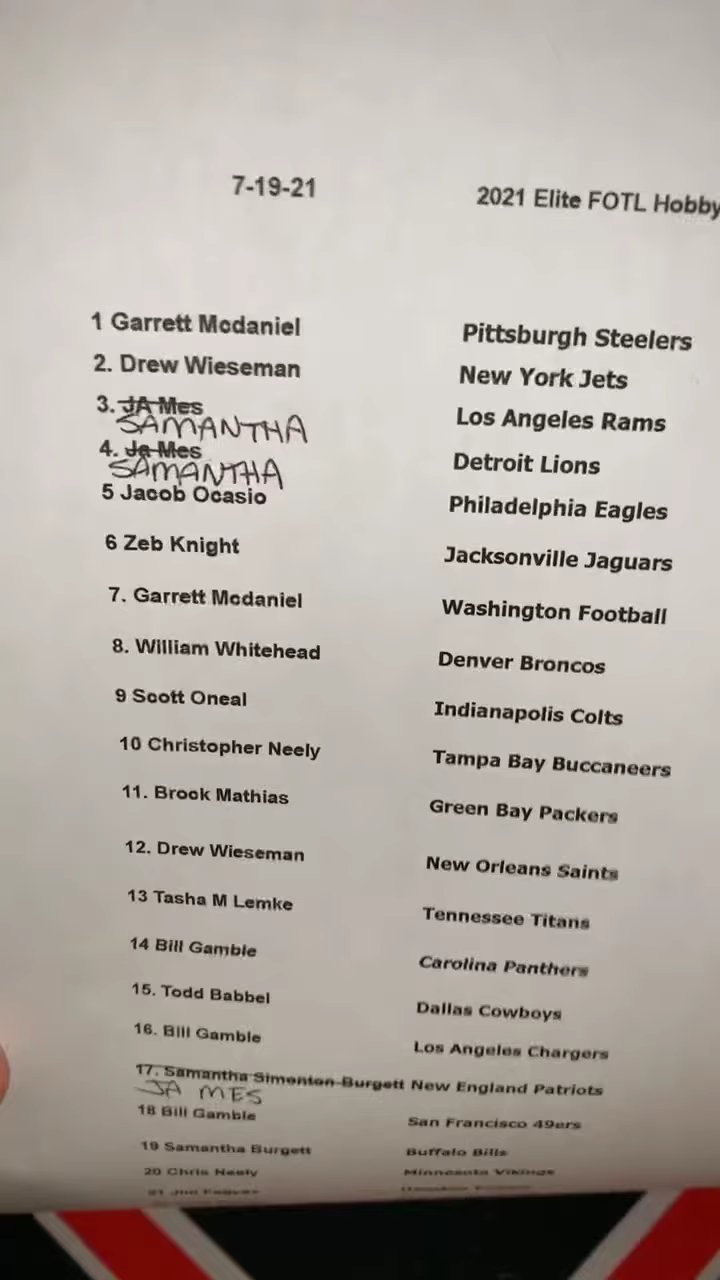 7-19-21 2021 Elite FOTL Hobby
1 Garrett Mcdaniel Pittsburgh Steelers
2. Drew Wieseman New York Jets
3. JA Mes Los Angeles Rams
SAMANTHA
4. Ja Mes Detroit Lions
SAMANTHA
5 Jacob Ocasio Philadelphia Eagles
6 Zeb Knight Jacksonville Jaguars
7. Garrett Mcdaniel Washington Football
8. William Whitehead Denver Broncos
9 Scott Oneal Indianapolis Colts
10 Christopher Neely Tampa Bay Buccaneers
11. Brook Mathias Green Bay Packers
12. Drew Wieseman New Orleans Saints
13 Tasha M Lemke Tennessee Titans
14 Bill Gamble Carolina Panthers
15. Todd Babbel Dallas Cowboys
16. Bill Gamble Los Angeles Chargers
17. Samantha Simonton-Burgett New England Patriots
JA MES
18 Bill Gamble San Francisco 49ers
19 Samantha Burgett Buffalo Bills
20 Chris Neely Minnesota Vikings
21